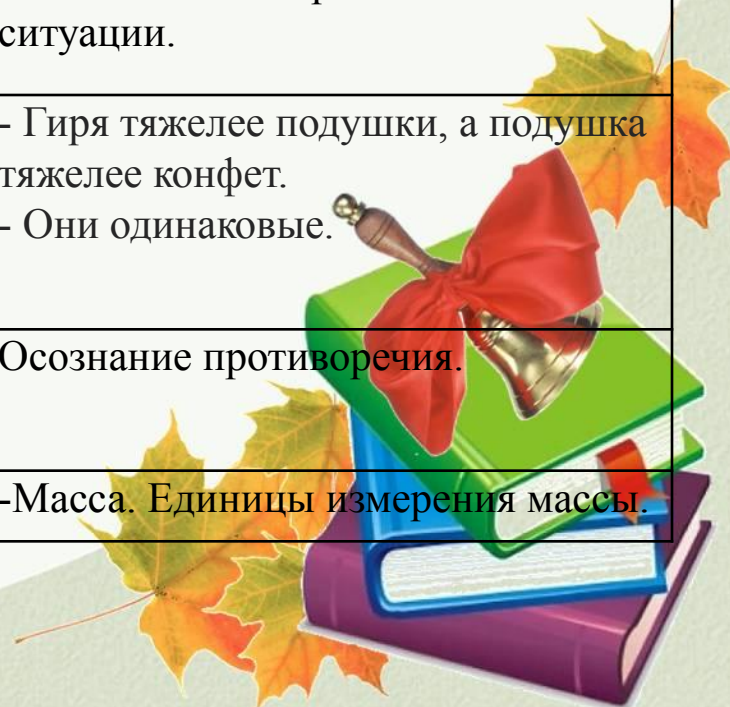 ситуации.
- Гиря тяжелее подушки, а подушка
тяжелее конфет.
- Они одинаковые.
Осознание противоречия.
-Масса. Единицы измерения массы.